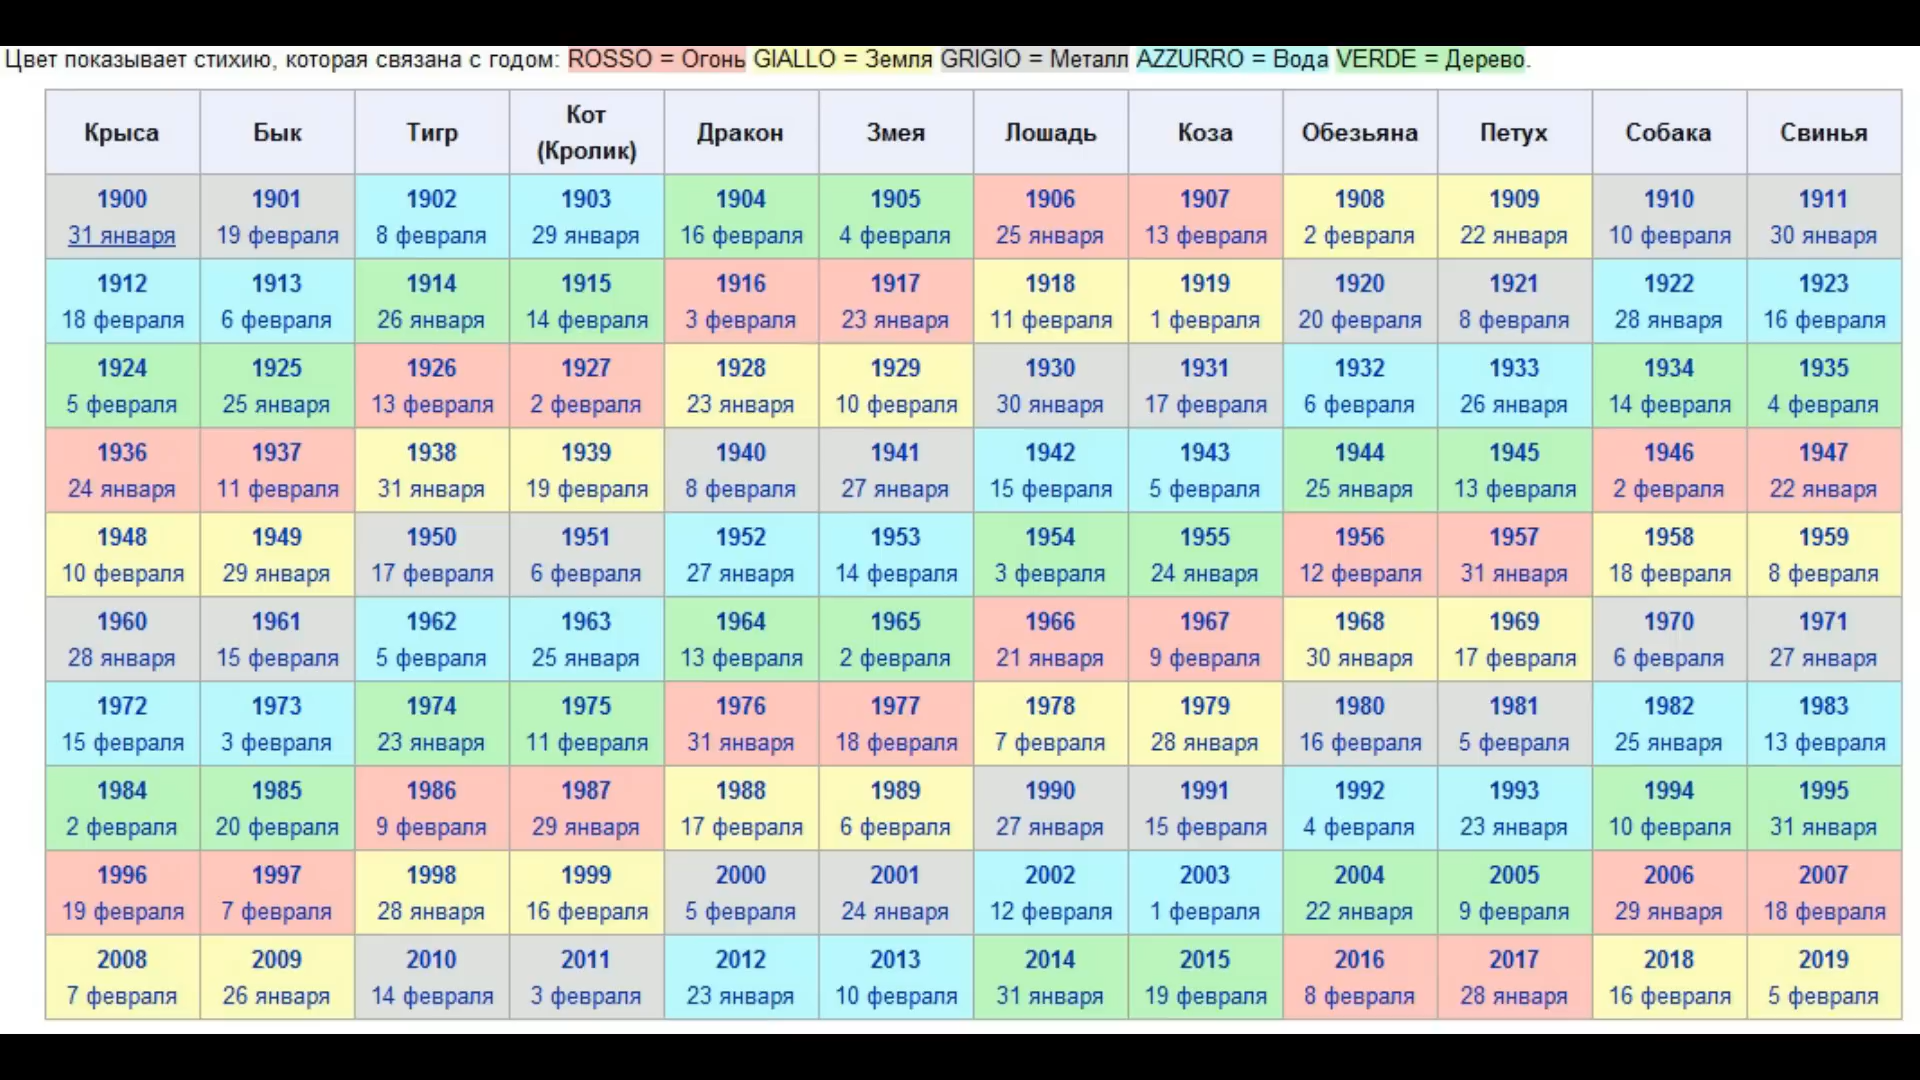 Цвет показывает стихию, которая связана с годом: ROSSO = Огонь GIALLO = Земля GRIGIO = Металл AZZURRO = Вода VERDE = Дерево.
Крыса Бык Тигр Кот (Кролик) Дракон Змея Лошадь Коза Обезьяна Петух Собака Свинья
1900 1901 1902 1903 1904 1905 1906 1907 1908 1909 1910 1911
31 января 19 февраля 8 февраля 29 января 16 февраля 4 февраля 25 января 13 февраля 2 февраля 22 января 10 февраля 30 января
1912 1913 1914 1915 1916 1917 1918 1919 1920 1921 1922 1923
18 февраля 6 февраля 26 января 14 февраля 3 февраля 23 января 11 февраля 1 февраля 20 февраля 8 февраля 28 января 16 февраля
1924 1925 1926 1927 1928 1929 1930 1931 1932 1933 1934 1935
5 февраля 25 января 13 февраля 2 февраля 23 января 10 февраля 30 января 17 февраля 6 февраля 26 января 14 февраля 4 февраля
1936 1937 1938 1939 1940 1941 1942 1943 1944 1945 1946 1947
24 января 11 февраля 31 января 19 февраля 8 февраля 27 января 15 февраля 5 февраля 25 января 13 февраля 2 февраля 22 января
1948 1949 1950 1951 1952 1953 1954 1955 1956 1957 1958 1959
10 февраля 29 января 17 февраля 6 февраля 27 января 14 февраля 3 февраля 24 января 12 февраля 31 января 18 февраля 8 февраля
1960 1961 1962 1963 1964 1965 1966 1967 1968 1969 1970 1971
28 января 15 февраля 5 февраля 25 января 13 февраля 2 февраля 21 января 9 февраля 30 января 17 февраля 6 февраля 27 января
1972 1973 1974 1975 1976 1977 1978 1979 1980 1981 1982 1983
15 февраля 3 февраля 23 января 11 февраля 31 января 18 февраля 7 февраля 28 января 16 февраля 5 февраля 25 января 13 февраля
1984 1985 1986 1987 1988 1989 1990 1991 1992 1993 1994 1995
2 февраля 20 февраля 9 февраля 29 января 17 февраля 6 февраля 27 января 15 февраля 4 февраля 23 января 10 февраля 31 января
1996 1997 1998 1999 2000 2001 2002 2003 2004 2005 2006 2007
19 февраля 7 февраля 28 января 16 февраля 5 февраля 24 января 12 февраля 1 февраля 22 января 9 февраля 29 января 18 февраля
2008 2009 2010 2011 2012 2013 2014 2015 2016 2017 2018 2019
7 февраля 26 января 14 февраля 3 февраля 23 января 10 февраля 31 января 19 февраля 8 февраля 28 января 16 февраля 5 февраля